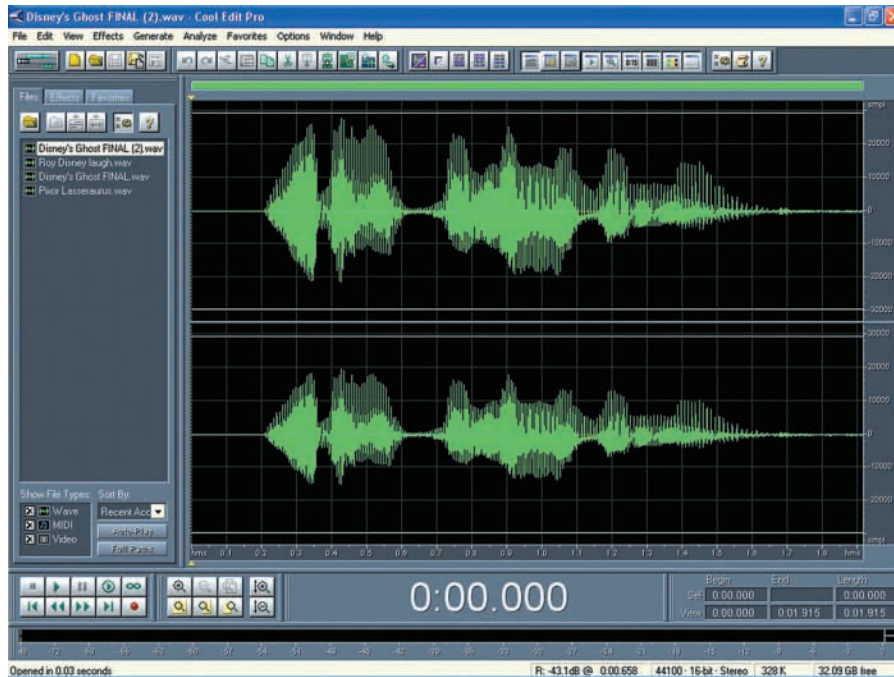 Disney's Ghost FINAL (2).wav - Cool Edit Pro
File Edit View Effects Generate Analyze Favorites Options Window Help
Files Effects Favorites
Disney's Ghost FINAL (2).wav
Roy Disney laugh.wav
Disney's Ghost FINAL.wav
Pixor Lasseraurus.wav
Show File Types: Sort By:
Wave Recent Acc
MIDI Auto-Play
Video Full Paths
smpl
20000
10000
0
-10000
-20000
-30000
30000
20000
10000
0
-10000
-20000
hms 0.1 0.2 0.3 0.4 0.5 0.6 0.7 0.8 0.9 1.0 1.1 1.2 1.3 1.4 1.5 1.6 1.7 1.8 hms
0:00.000
Begin End Length
Sel 0:00.000 0:00.000
View 0:00.000 0:01.915 0:01.915
Opened in 0.03 seconds R: -43.1dB @ 0:00.658 44100 · 16-bit · Stereo 328 K 32.09 GB free